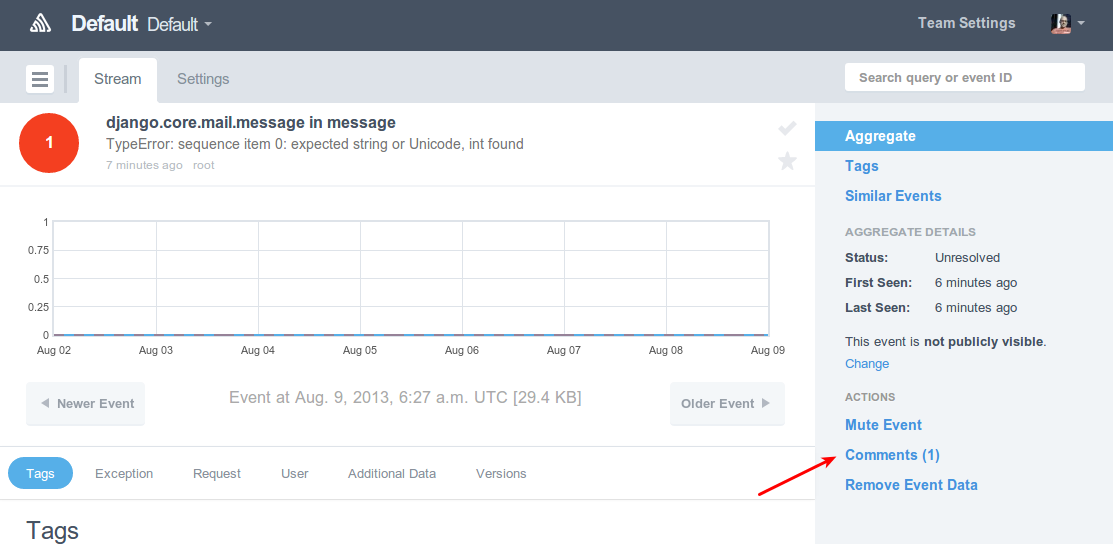 Default Default
Team Settings
Stream
Settings
Search query or event ID
1
django.core.mail.message in message
TypeError: sequence item 0: expected string or Unicode, int found
7 minutes ago root
1
0.75
0.5
0.25
0
Aug 02 Aug 03 Aug 04 Aug 05 Aug 06 Aug 07 Aug 08 Aug 09
Newer Event
Event at Aug. 9, 2013, 6:27 a.m. UTC [29.4 KB]
Older Event
Tags Exception Request User Additional Data Versions
Tags
Aggregate
Tags
Similar Events
AGGREGATE DETAILS
Status: Unresolved
First Seen: 6 minutes ago
Last Seen: 6 minutes ago
This event is not publicly visible.
Change
ACTIONS
Mute Event
Comments (1)
Remove Event Data